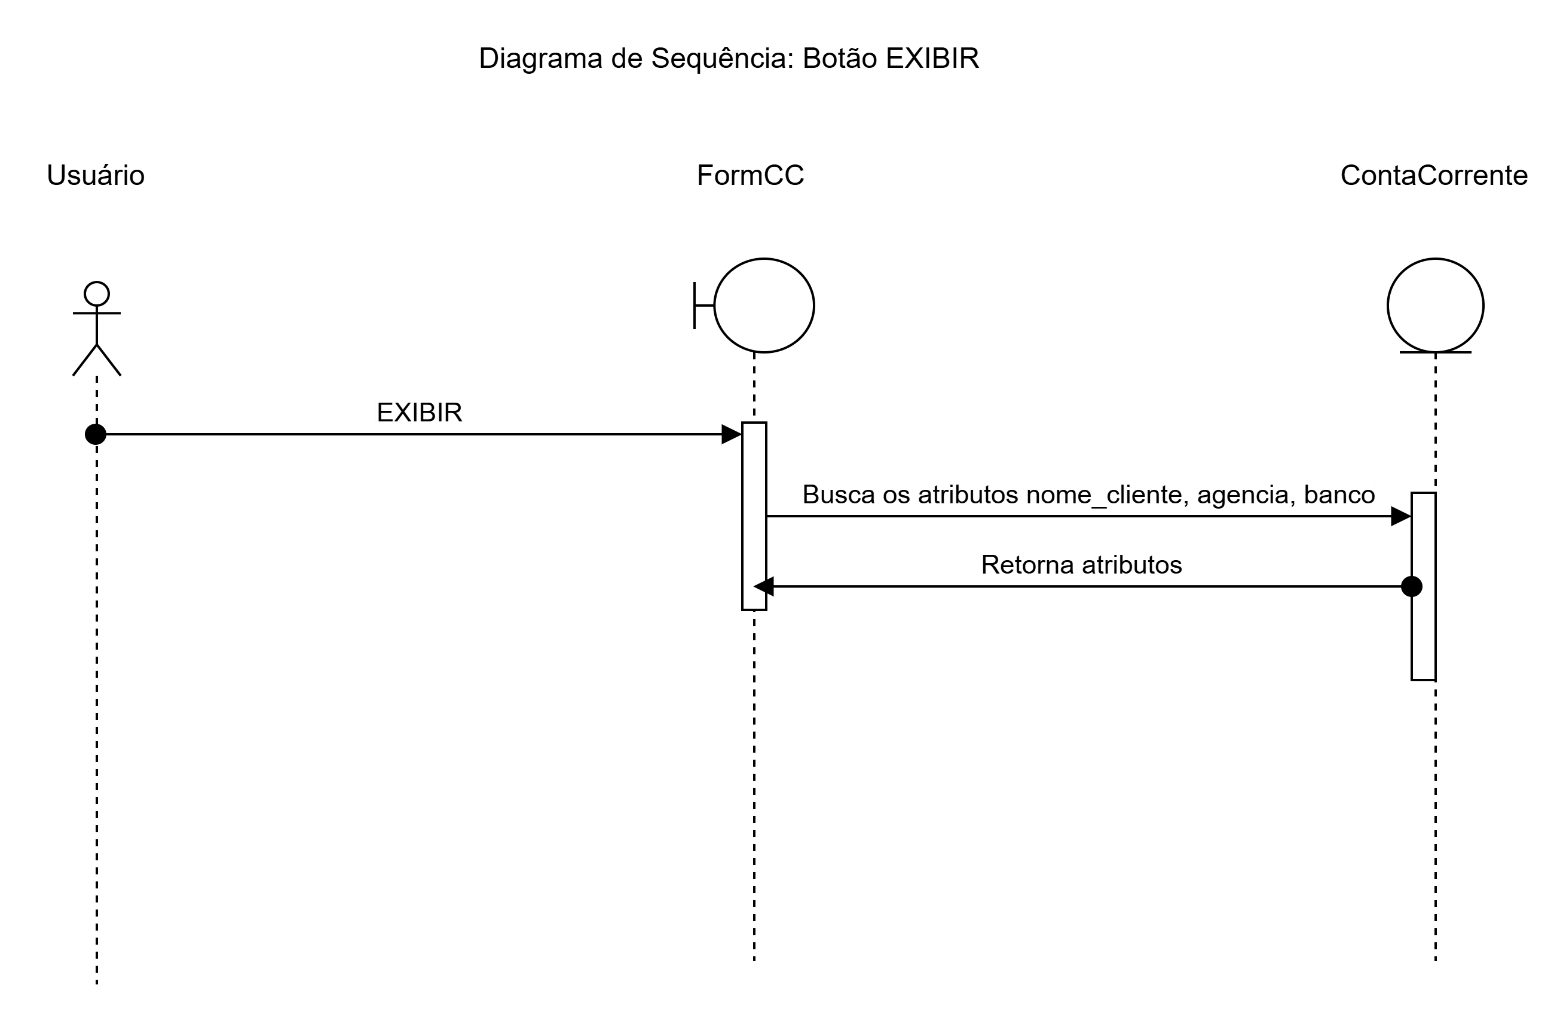 Diagrama de Sequência: Botão EXIBIR
Usuário
FormCC
ContaCorrente
EXIBIR
Busca os atributos nome_cliente, agencia, banco
Retorna atributos